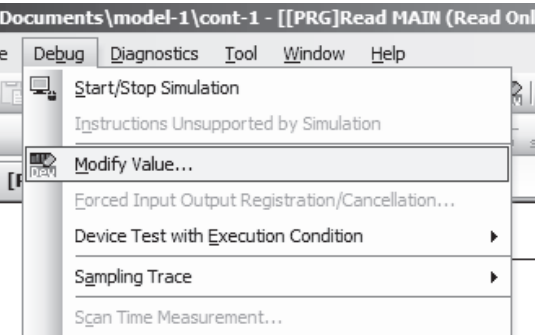 Documents\model-1\cont-1 - [[PRG]Read MAIN (Read Onl
e Debug Diagnostics Tool Window Help
Start/Stop Simulation
Instructions Unsupported by Simulation
Modify Value...
Forced Input Output Registration/Cancellation...
Device Test with Execution Condition
Sampling Trace
Scan Time Measurement...